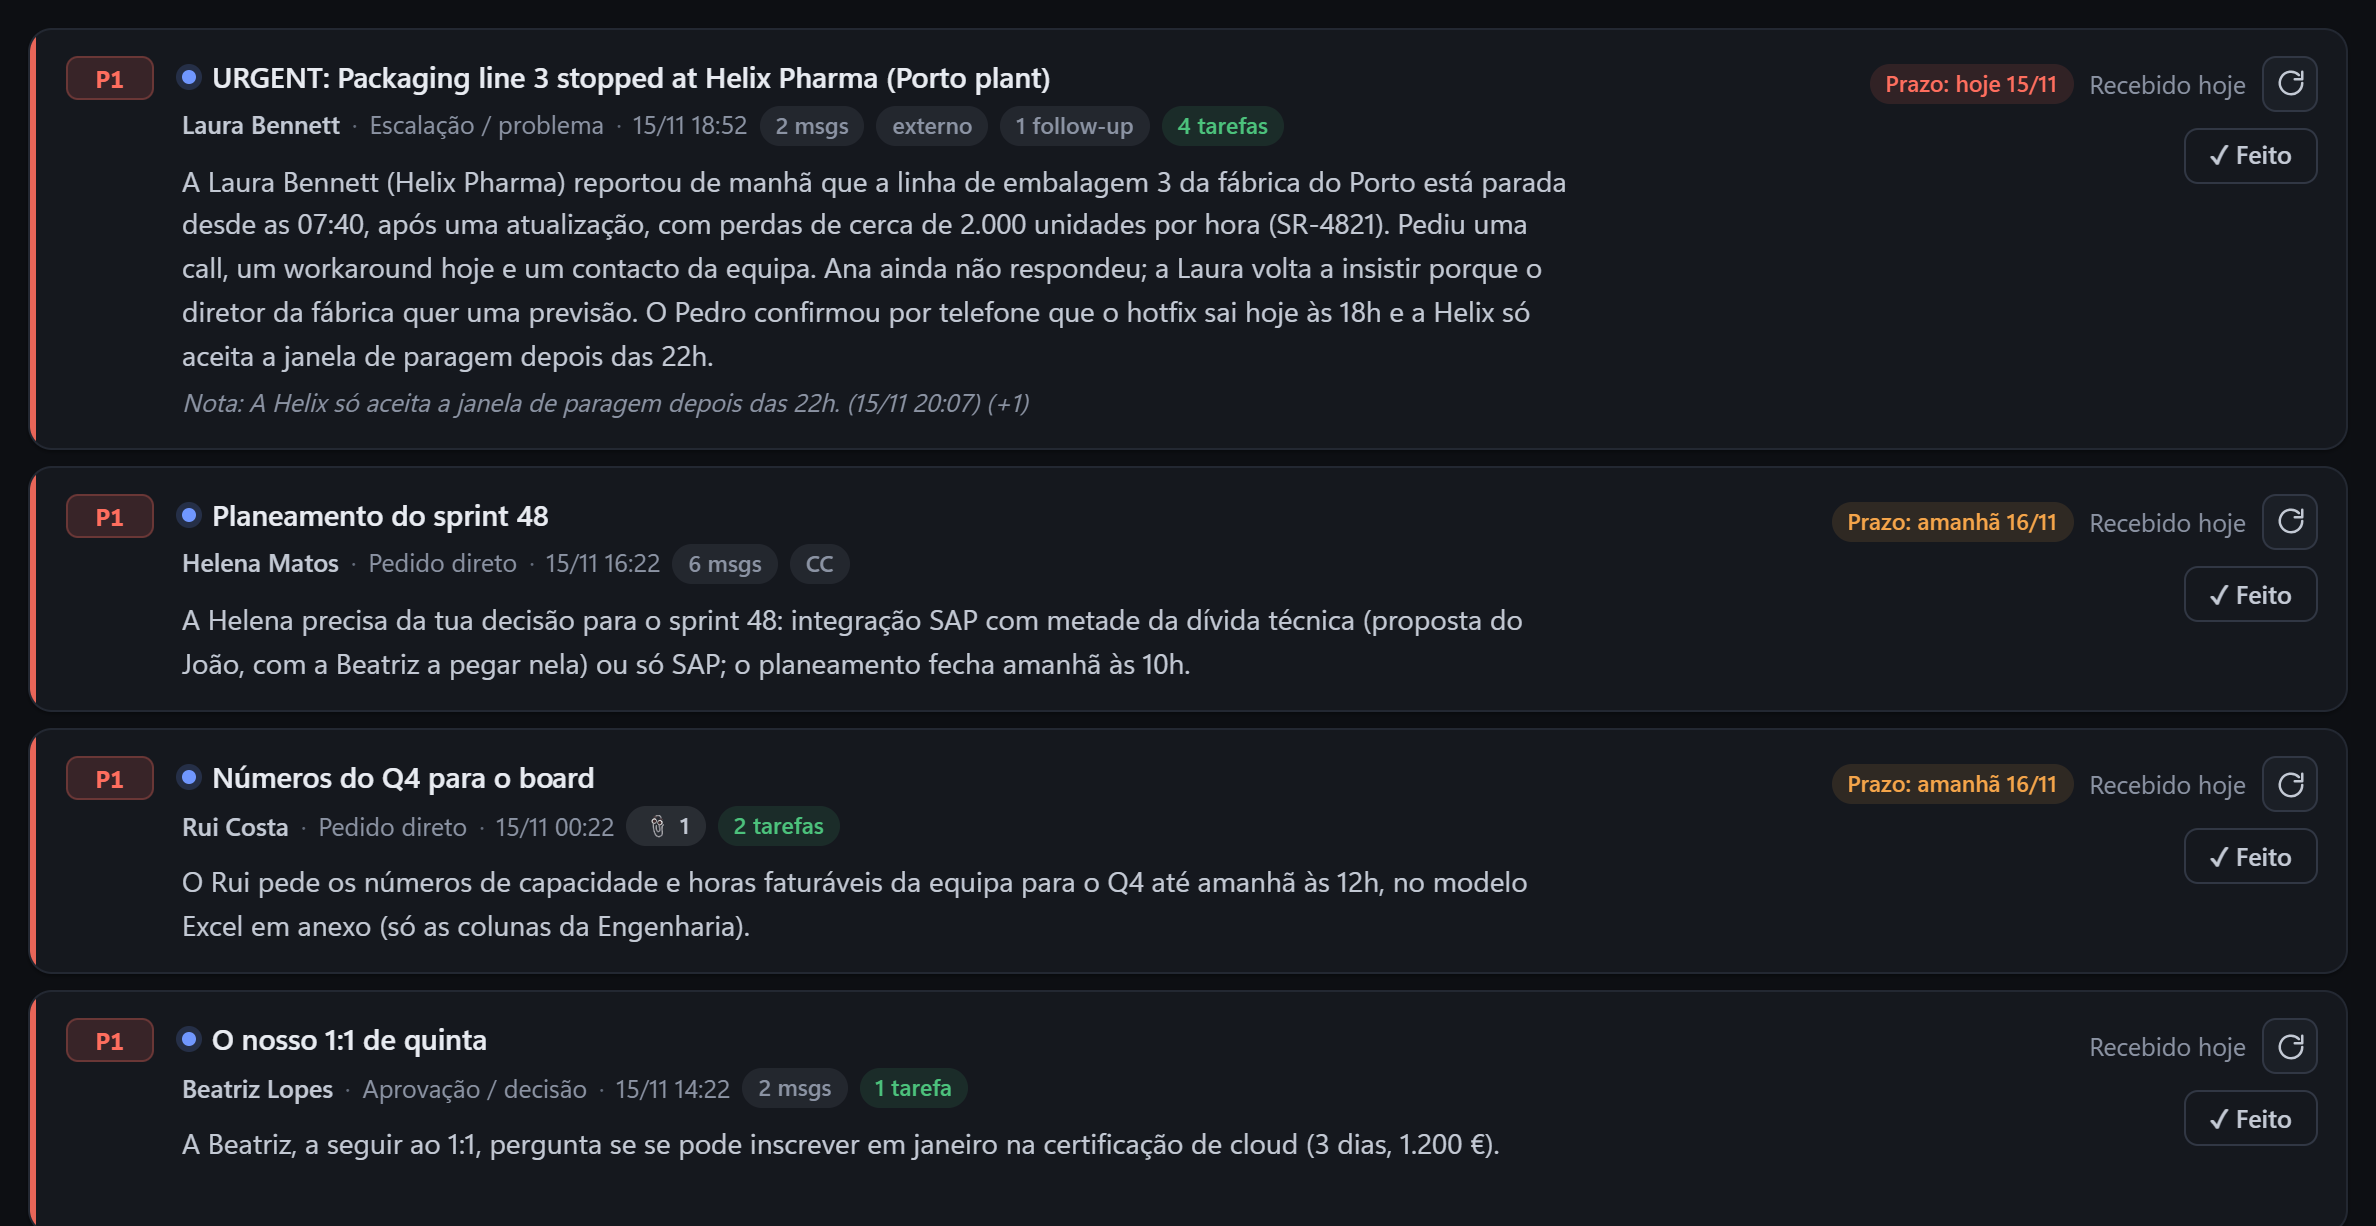 P1 URGENT: Packaging line 3 stopped at Helix Pharma (Porto plant) Prazo: hoje 15/11 Recebido hoje
Laura Bennett · Escalação / problema · 15/11 18:52 2 msgs externo 1 follow-up 4 tarefas
✓ Feito
A Laura Bennett (Helix Pharma) reportou de manhã que a linha de embalagem 3 da fábrica do Porto está parada
desde as 07:40, após uma atualização, com perdas de cerca de 2.000 unidades por hora (SR-4821). Pediu uma
call, um workaround hoje e um contacto da equipa. Ana ainda não respondeu; a Laura volta a insistir porque o
diretor da fábrica quer uma previsão. O Pedro confirmou por telefone que o hotfix sai hoje às 18h e a Helix só
aceita a janela de paragem depois das 22h.
Nota: A Helix só aceita a janela de paragem depois das 22h. (15/11 20:07) (+1)
P1 Planeamento do sprint 48 Prazo: amanhã 16/11 Recebido hoje
Helena Matos · Pedido direto · 15/11 16:22 6 msgs CC
✓ Feito
A Helena precisa da tua decisão para o sprint 48: integração SAP com metade da dívida técnica (proposta do
João, com a Beatriz a pegar nela) ou só SAP; o planeamento fecha amanhã às 10h.
P1 Números do Q4 para o board Prazo: amanhã 16/11 Recebido hoje
Rui Costa · Pedido direto · 15/11 00:22 1 2 tarefas
✓ Feito
O Rui pede os números de capacidade e horas faturáveis da equipa para o Q4 até amanhã às 12h, no modelo
Excel em anexo (só as colunas da Engenharia).
P1 O nosso 1:1 de quinta Recebido hoje
Beatriz Lopes · Aprovação / decisão · 15/11 14:22 2 msgs 1 tarefa
✓ Feito
A Beatriz, a seguir ao 1:1, pergunta se se pode inscrever em janeiro na certificação de cloud (3 dias, 1.200 €).